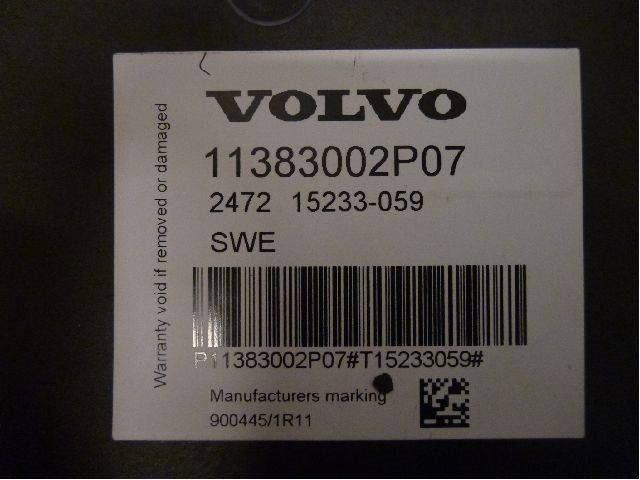 VOLVO
11383002P07
2472 15233-059
SWE
P11383002P07#T15233059#
Manufacturers marking
900445/1R11
Warranty void if removed or damaged